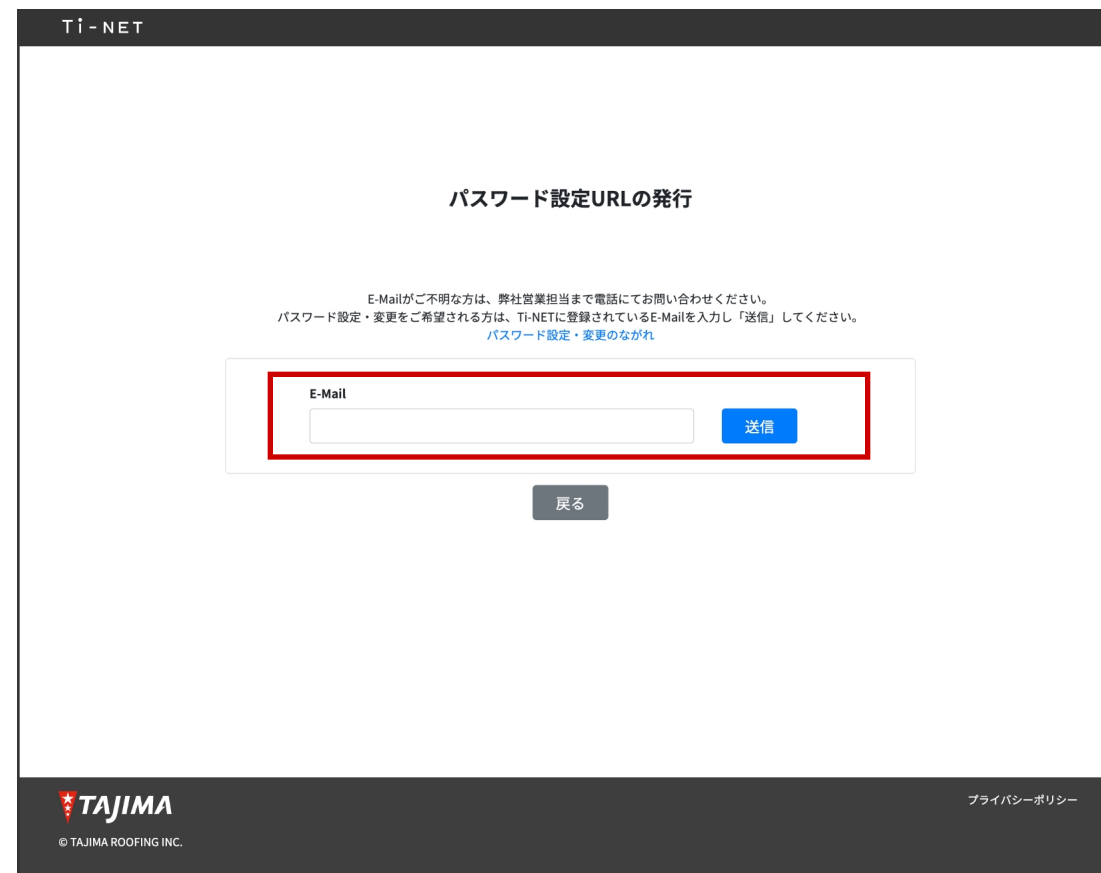 Ti-NET
パスワード設定URLの発行
E-Mailがご不明な方は、弊社営業担当まで電話にてお問い合わせください。
パスワード設定・変更をご希望される方は、Ti-NETに登録されているE-Mailを入力し「送信」してください。
パスワード設定・変更のながれ
E-Mail
送信
戻る
TAJIMA
プライバシーポリシー
© TAJIMA ROOFING INC.